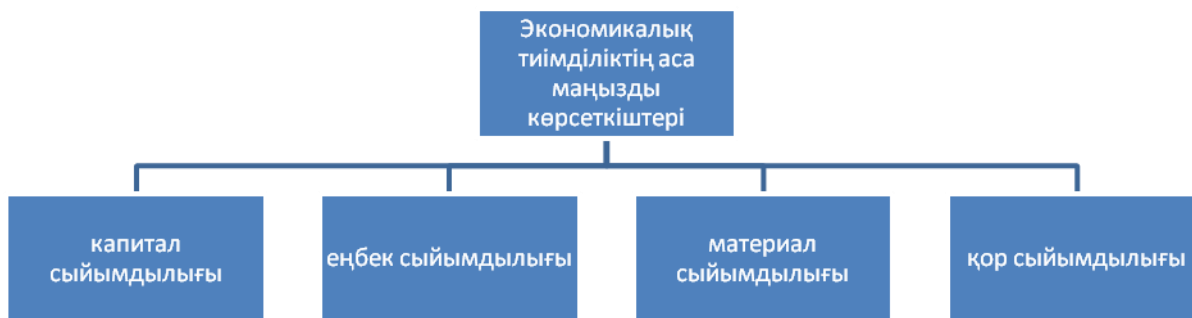 Экономикалық
тиімділіктің аса
маңызды
көрсеткіштері
капитал
сыйымдылығы
еңбек сыйымдылығы
материал
сыйымдылығы
қор сыйымдылығы